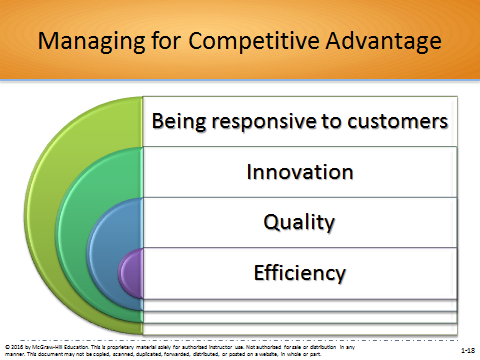 Managing for Competitive Advantage
Being responsive to customers
Innovation
Quality
Efficiency
© 2016 by McGraw-Hill Education. This is proprietary material solely for authorized instructor use. Not authorized for sale or distribution in any
manner. This document may not be copied, scanned, duplicated, forwarded, distributed, or posted on a website, in whole or part.
1-18